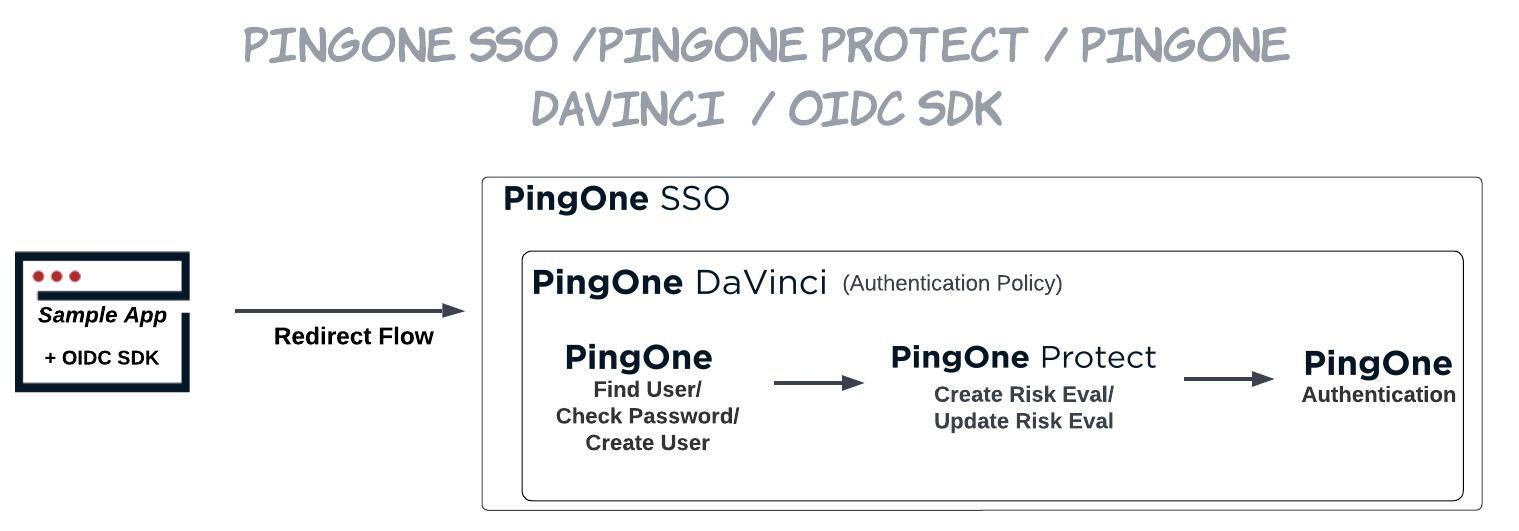 PINGONE SSO /PINGONE PROTECT / PINGONE
DAVINCI / OIDC SDK
PingOne SSO
PingOne DaVinci (Authentication Policy)
Sample App
+ OIDC SDK
Redirect Flow
PingOne
Find User/
Check Password/
Create User
PingOne Protect
Create Risk Eval/
Update Risk Eval
PingOne
Authentication